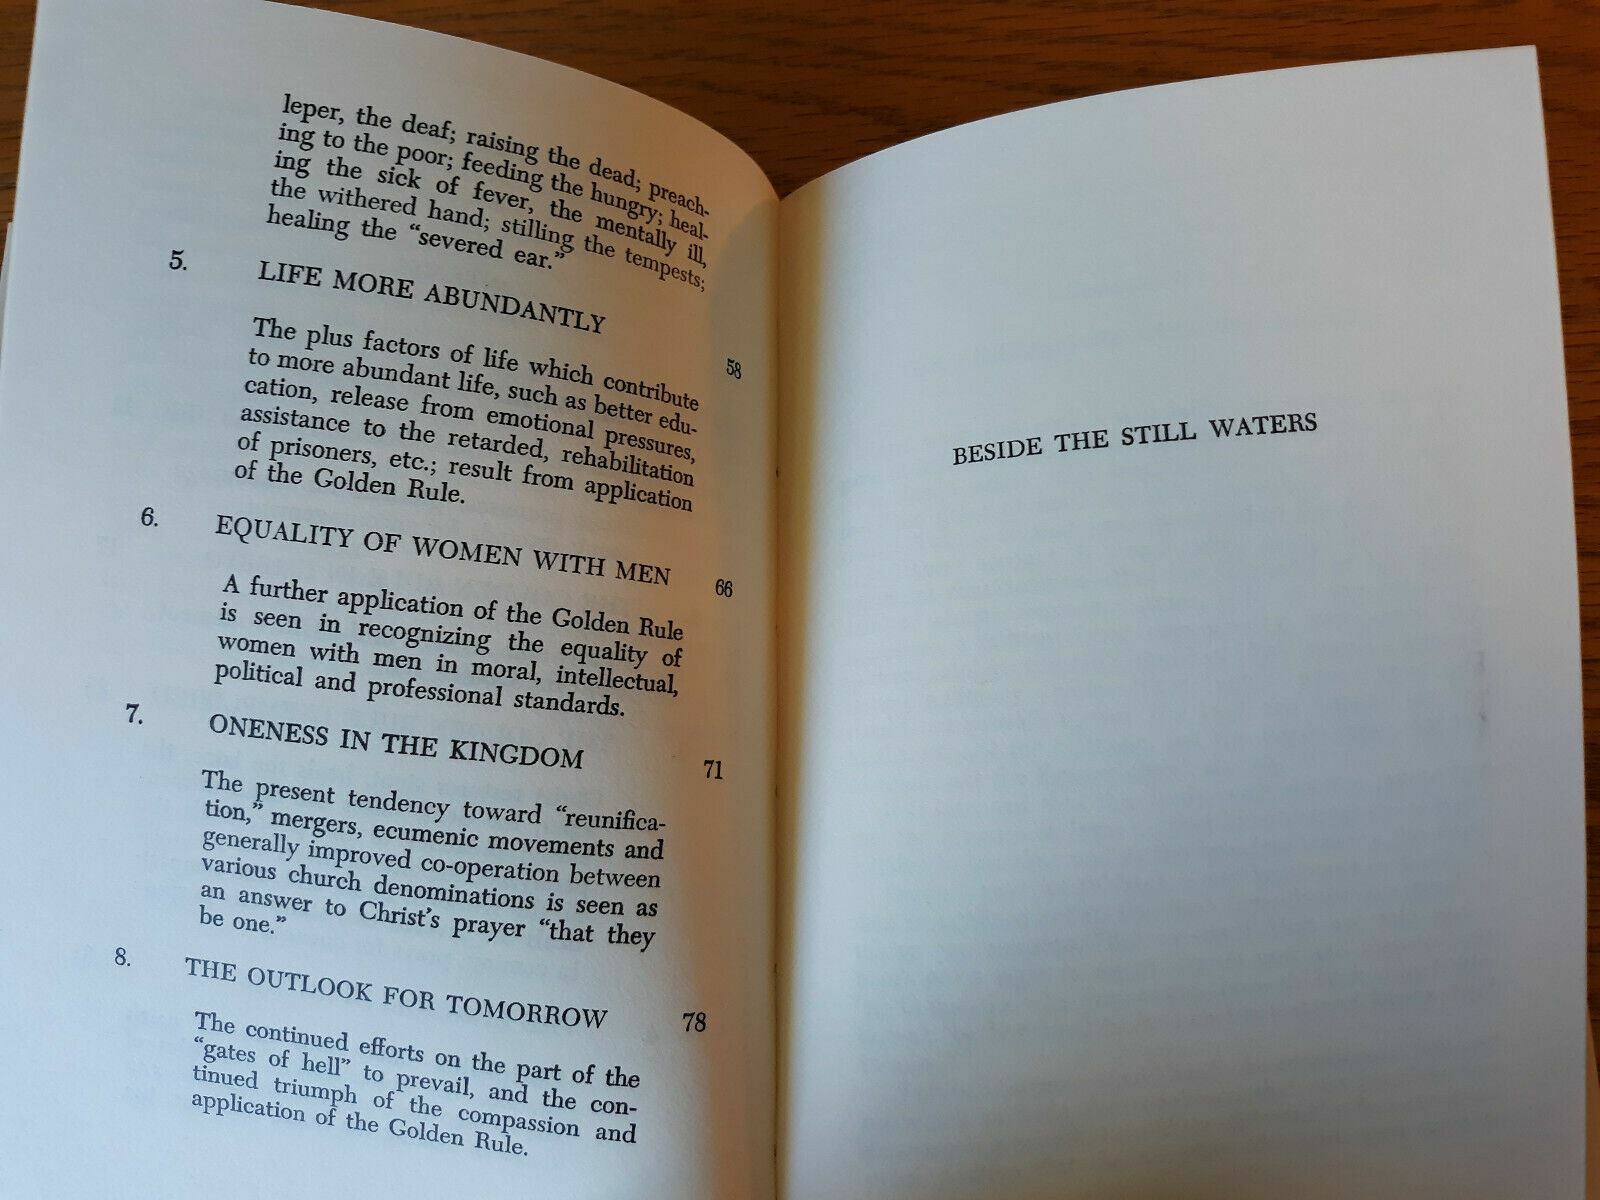 leper, the deaf; raising the dead; preach-
ing to the poor; feeding the hungry; heal-
ing the sick of fever, the mentally ill,
the withered hand; stilling the tempests;
healing the “severed ear.”
5. LIFE MORE ABUNDANTLY 58
The plus factors of life which contribute
to more abundant life, such as better edu-
cation, release from emotional pressures,
assistance to the retarded, rehabilitation
of prisoners, etc.; result from application
of the Golden Rule.
6. EQUALITY OF WOMEN WITH MEN 66
A further application of the Golden Rule
is seen in recognizing the equality of
women with men in moral, intellectual,
political and professional standards.
7. ONENESS IN THE KINGDOM 71
The present tendency toward “reunifica-
tion,” mergers, ecumenic movements and
generally improved co-operation between
various church denominations is seen as
an answer to Christ’s prayer “that they
be one.”
8. THE OUTLOOK FOR TOMORROW 78
The continued efforts on the part of the
“gates of hell” to prevail, and the con-
tinued triumph of the compassion and
application of the Golden Rule.
BESIDE THE STILL WATERS